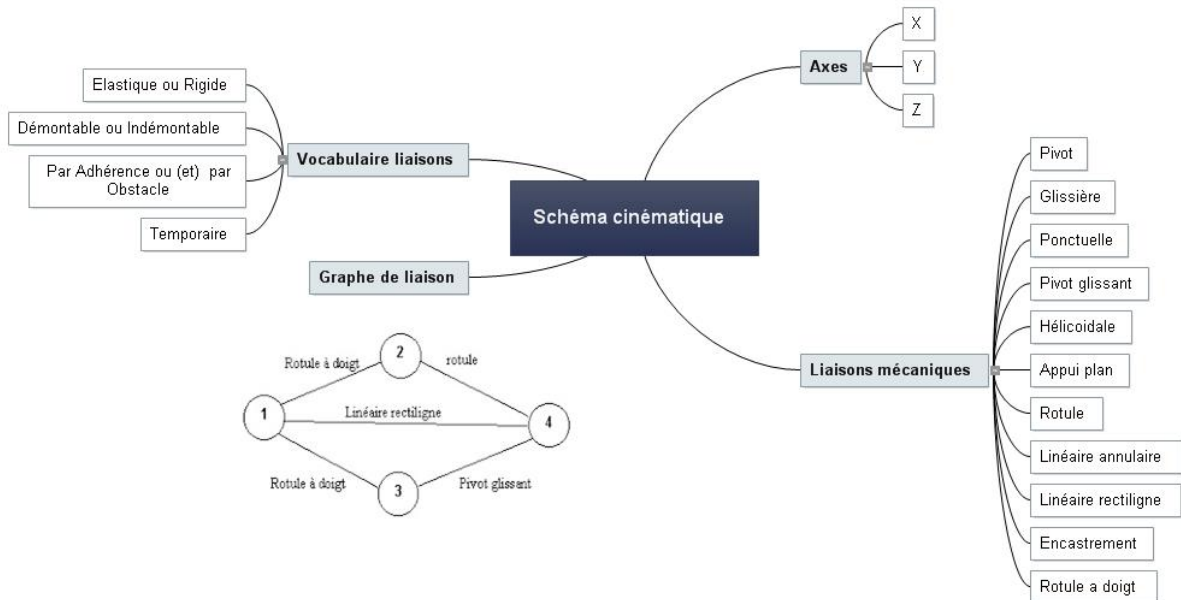 Schéma cinématique
Axes
X
Y
Z
Vocabulaire liaisons
Elastique ou Rigide
Démontable ou Indémontable
Par Adhérence ou (et) par
Obstacle
Temporaire
Graphe de liaison
Rotule à doigt
2
rotule
1
Linéaire rectiligne
4
Rotule à doigt
3
Pivot glissant
Liaisons mécaniques
Pivot
Glissière
Ponctuelle
Pivot glissant
Hélicoidale
Appui plan
Rotule
Linéaire annulaire
Linéaire rectiligne
Encastrement
Rotule a doigt